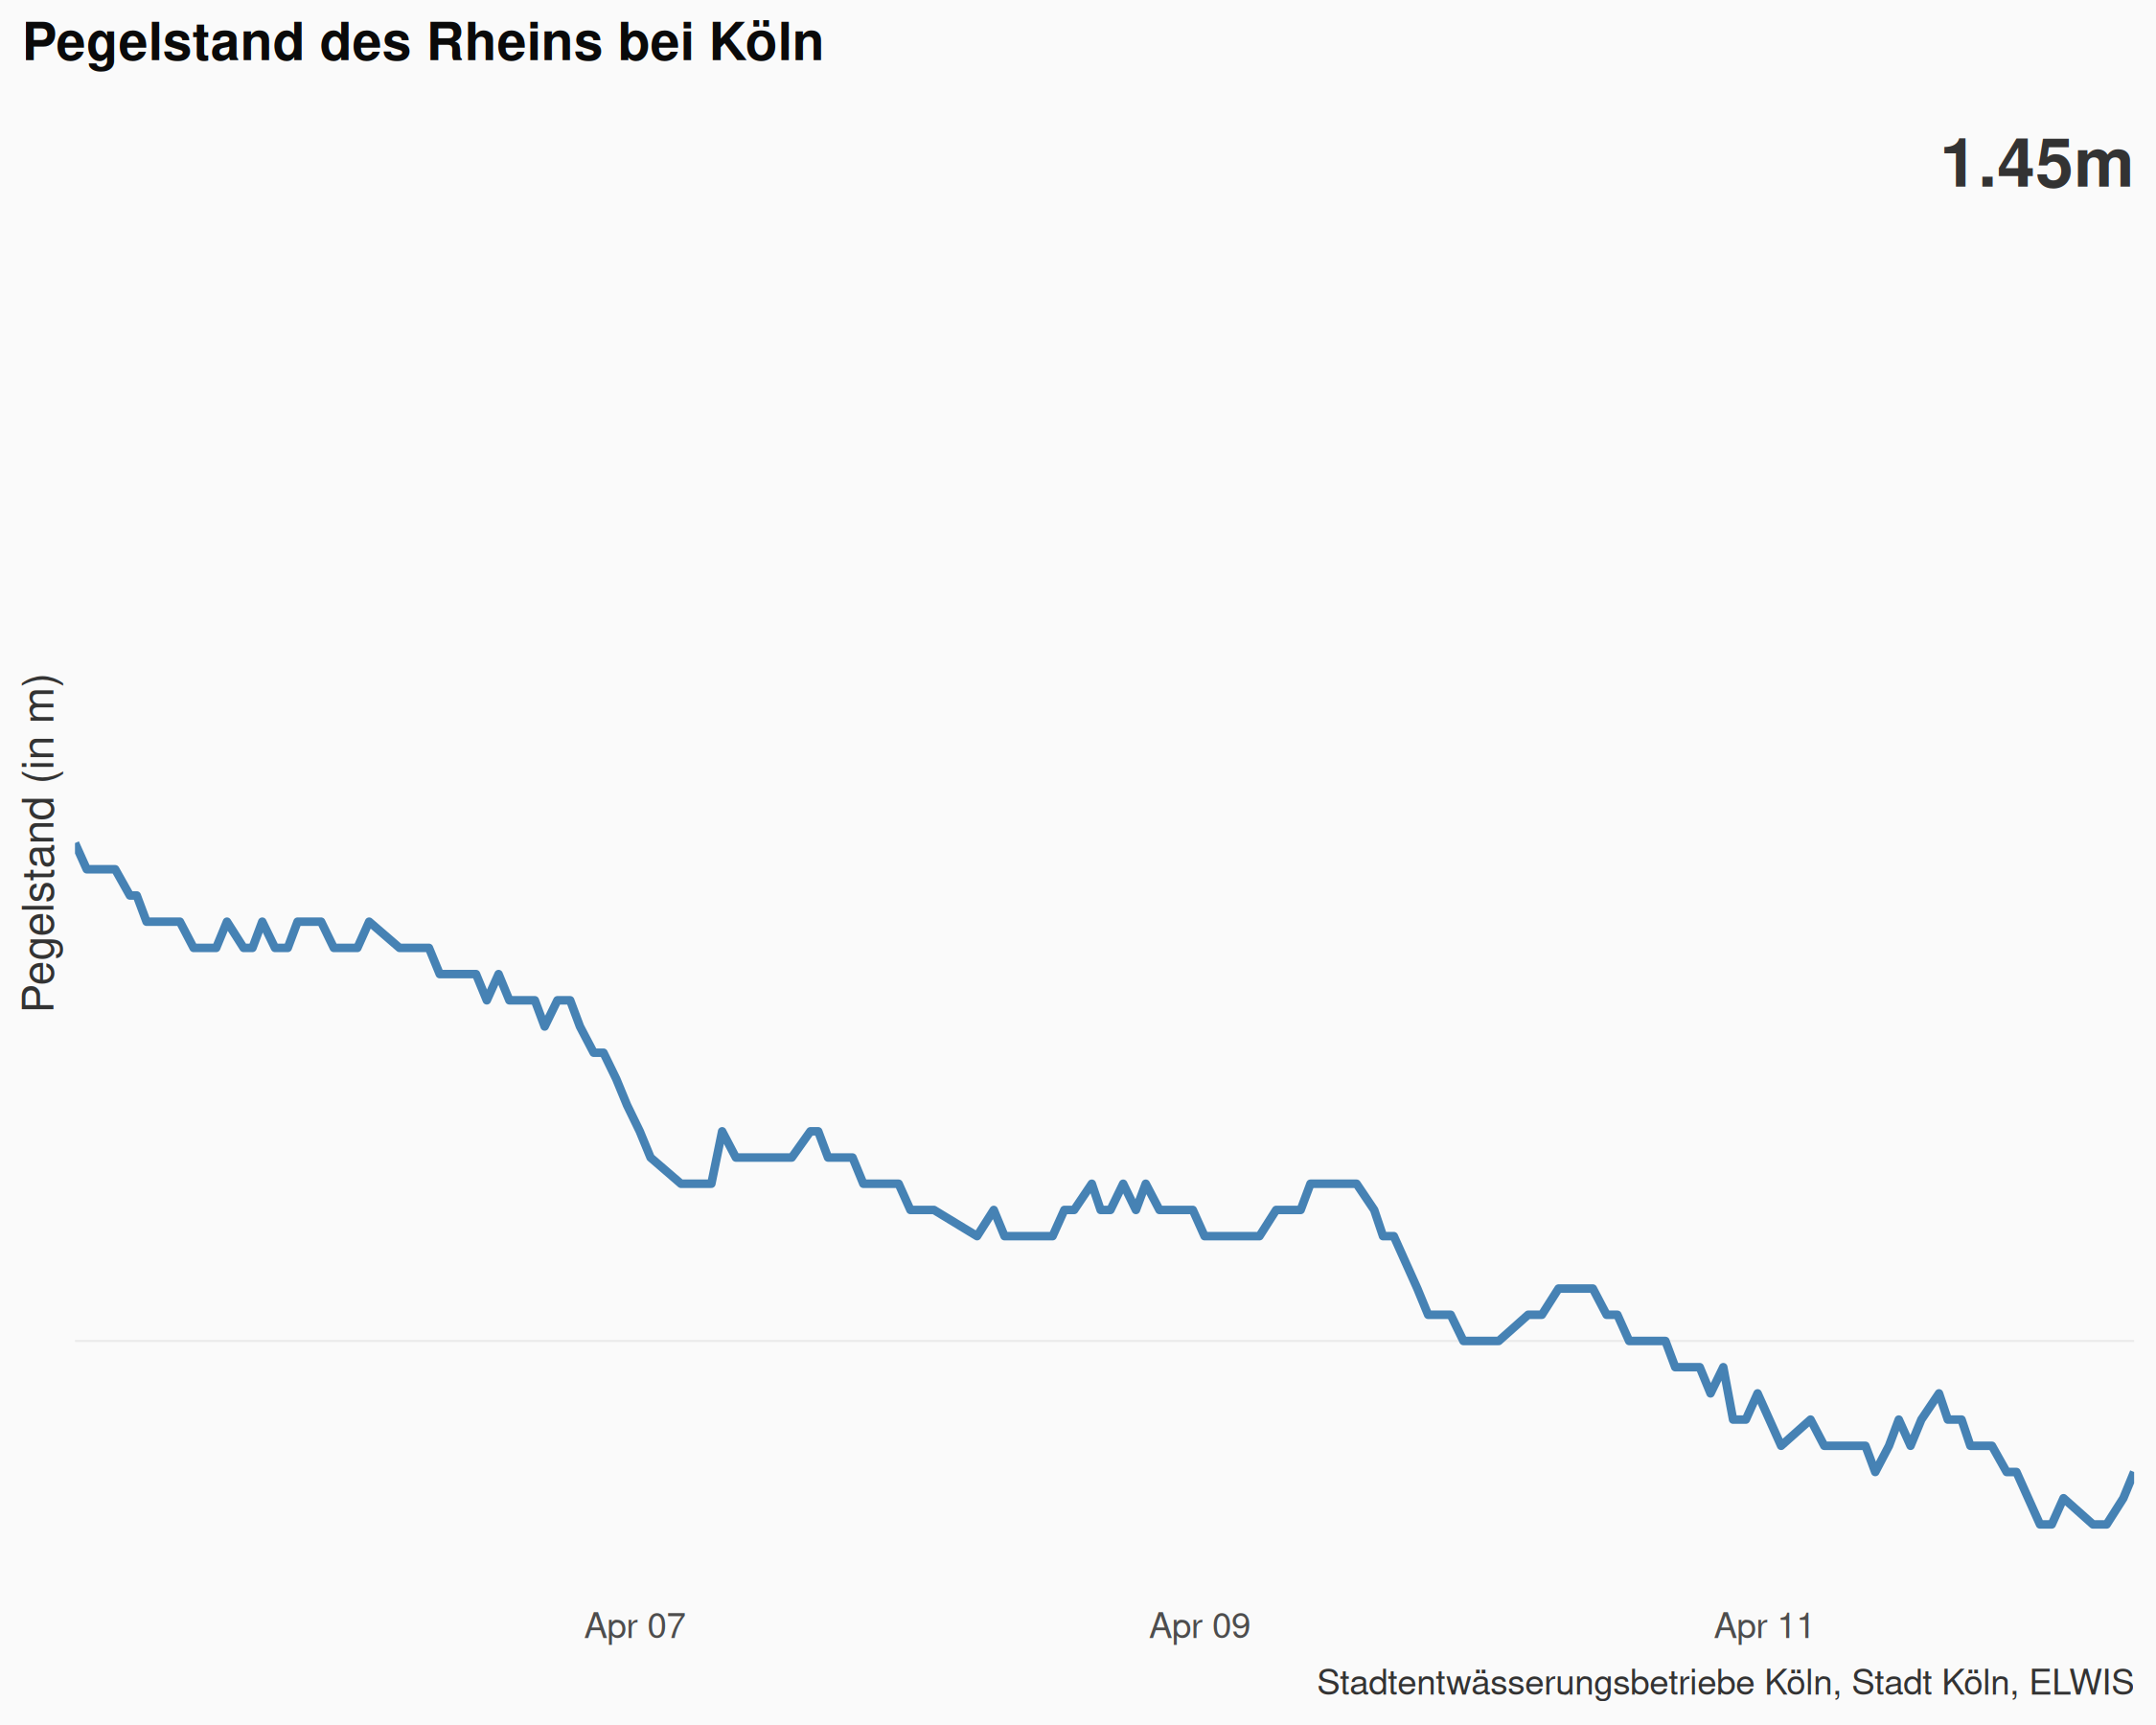 Pegelstand des Rheins bei Köln
1.45m
Pegelstand (in m)
Apr 07
Apr 09
Apr 11
Stadtentwässerungsbetriebe Köln, Stadt Köln, ELWIS